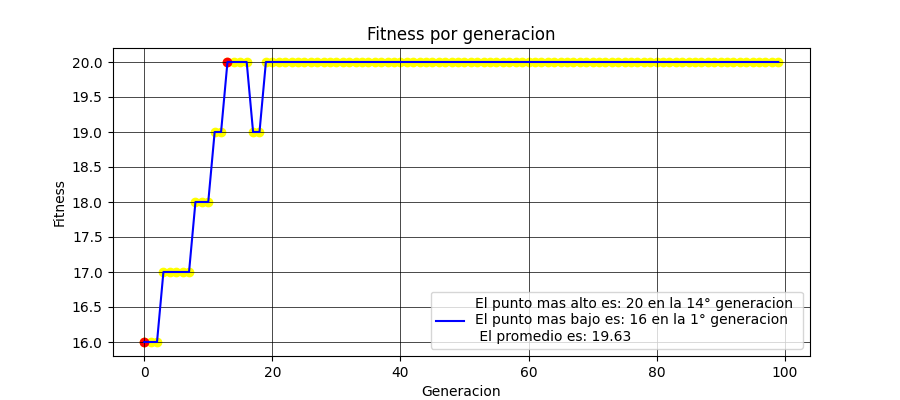 Fitness por generacion
20.0
19.5
19.0
18.5
18.0
17.5
17.0
16.5
16.0
Fitness
El punto mas alto es: 20 en la 14° generacion
El punto mas bajo es: 16 en la 1° generacion
El promedio es: 19.63
0 20 40 60 80 100
Generacion